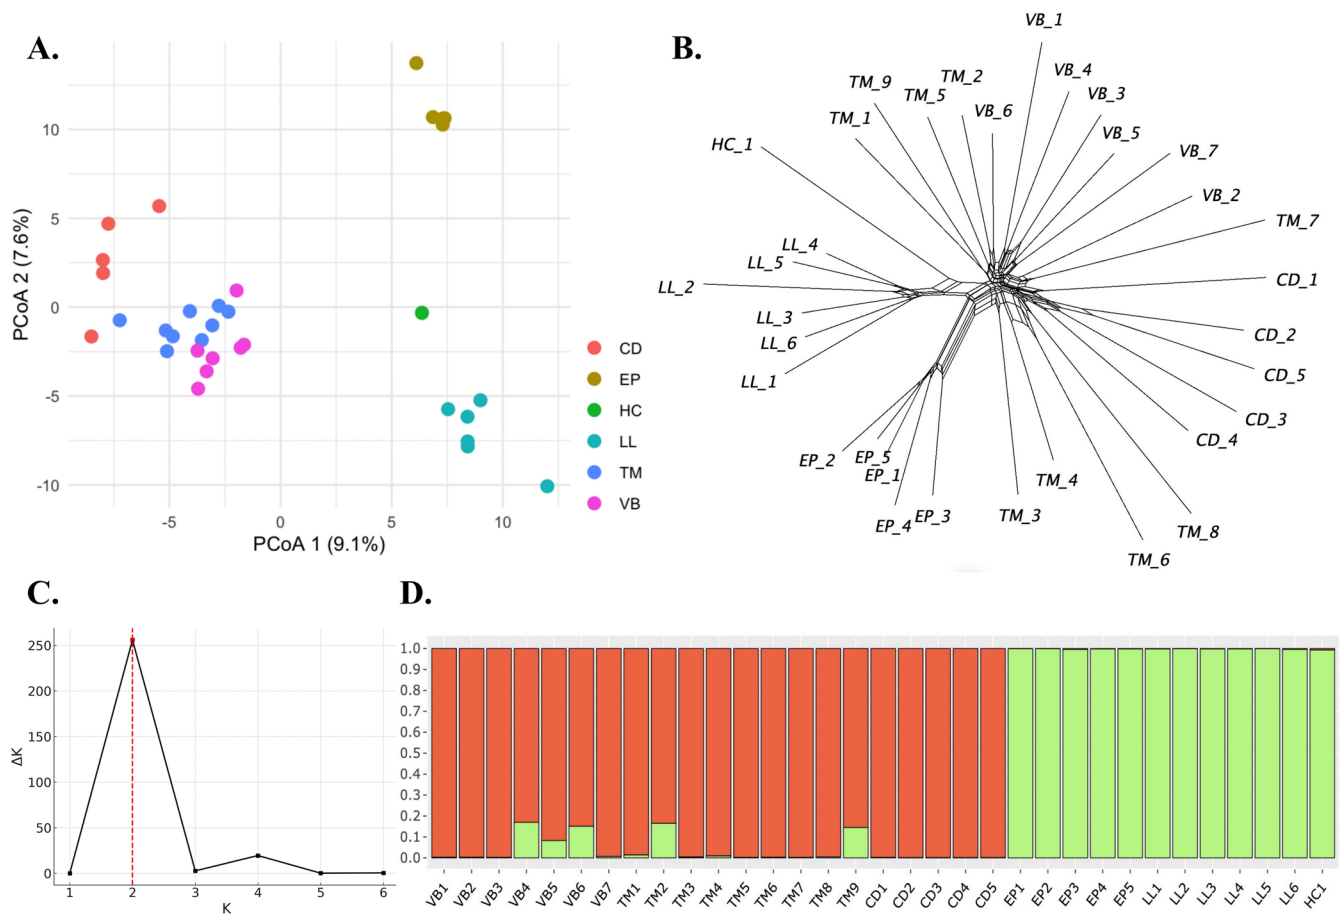 A.
PCoA 2 (7.6%)
10
5
0
-5
-10
-5
0
5
10
PCoA 1 (9.1%)
CD
EP
HC
LL
TM
VB
B.
VB_1
VB_4
TM_2
TM_9
TM_5
VB_3
VB_6
TM_1
VB_5
HC_1
VB_7
VB_2
TM_7
LL_4
LL_5
LL_2
CD_1
LL_3
CD_2
LL_6
CD_5
LL_1
CD_3
CD_4
EP_2
EP_5
EP_1
TM_4
EP_4
EP_3
TM_3
TM_8
TM_6
C.
ΔK
250
200
150
100
50
0
1
2
3
4
5
6
K
D.
1.0
0.9
0.8
0.7
0.6
0.5
0.4
0.3
0.2
0.1
0.0
VB1
VB2
VB3
VB4
VB5
VB6
VB7
TM1
TM2
TM3
TM4
TM5
TM6
TM7
TM8
TM9
CD1
CD2
CD3
CD4
CD5
EP1
EP2
EP3
EP4
EP5
LL1
LL2
LL3
LL4
LL5
LL6
HC1